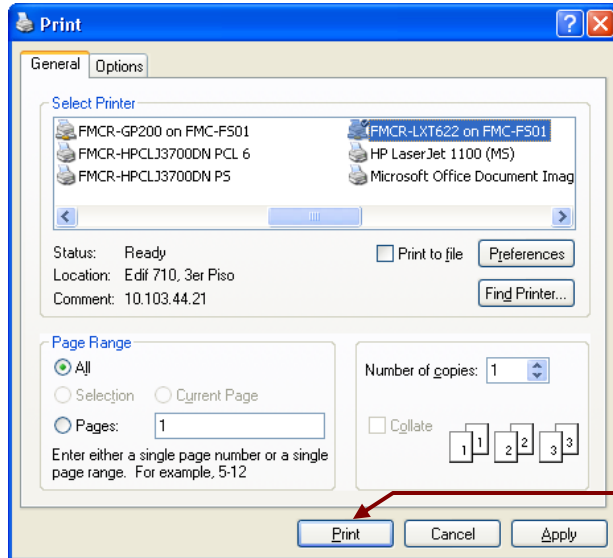 Print
General Options
Select Printer
FMCR-GP200 on FMC-FS01 FMCR-LXT622 on FMC-FS01
FMCR-HPCLJ3700DN PCL 6 HP LaserJet 1100 (MS)
FMCR-HPCLJ3700DN PS Microsoft Office Document Imag
Status: Ready Print to file Preferences
Location: Edif 710, 3er Piso
Comment: 10.103.44.21 Find Printer...
Page Range
All Number of copies: 1
Selection Current Page
Pages: 1 Collate
1 1 2 2 3 3
Enter either a single page number or a single
page range. For example, 5-12
Print Cancel Apply